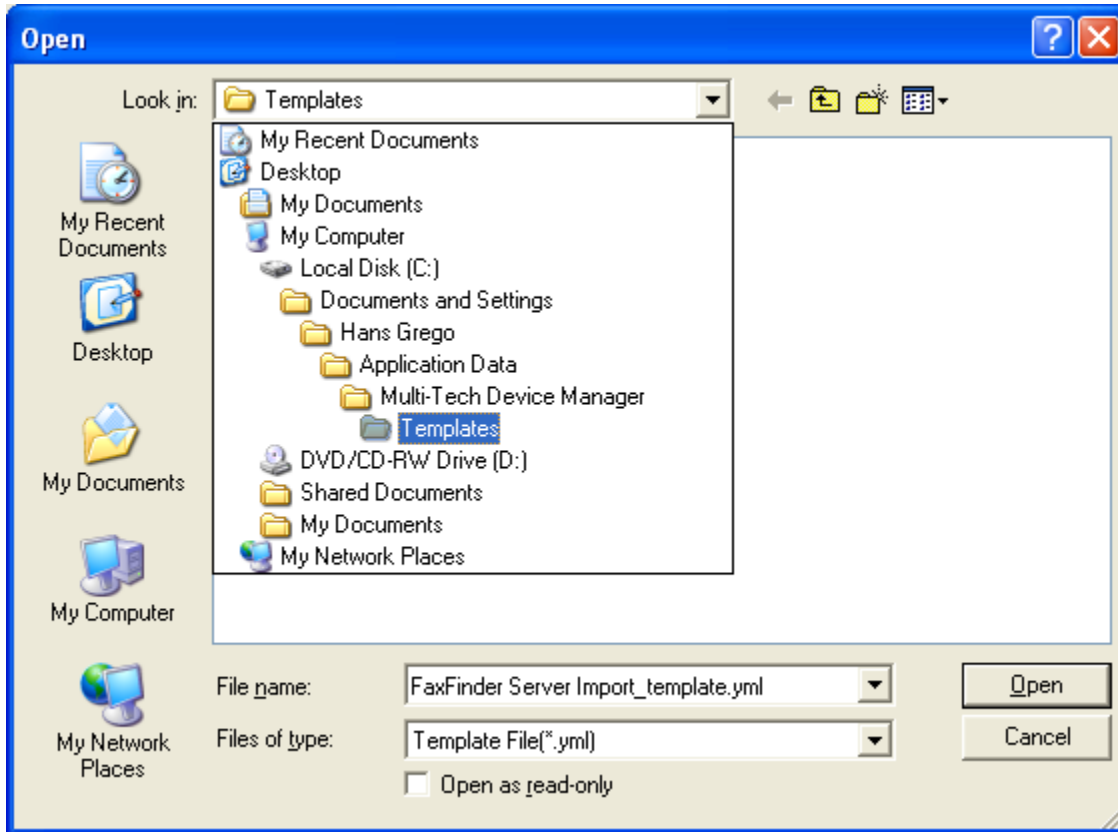 Open
Look in:
Templates
My Recent Documents
Desktop
My Documents
My Computer
Local Disk (C:)
Documents and Settings
Hans Grego
Application Data
Multi-Tech Device Manager
Templates
DVD/CD-RW Drive (D:)
Shared Documents
My Documents
My Network Places
My Recent
Documents
Desktop
My Documents
My Computer
My Network
Places
File name:
FaxFinder Server Import_template.yml
Open
Files of type:
Template File(*.yml)
Cancel
Open as read-only